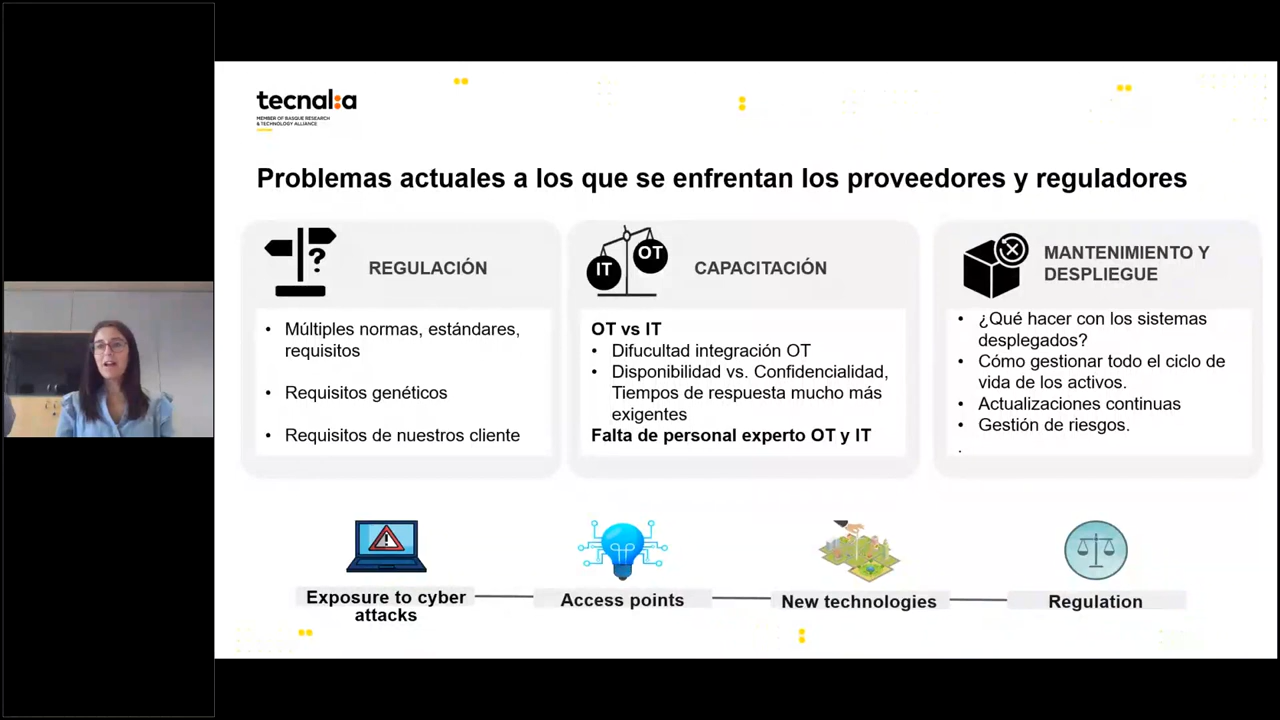 tecnal:a
MEMBER OF BASQUE RESEARCH
& TECHNOLOGY ALLIANCE
Problemas actuales a los que se enfrentan los proveedores y reguladores
?
REGULACIÓN
• Múltiples normas, estándares,
requisitos
• Requisitos genéticos
• Requisitos de nuestros cliente
IT
OT
CAPACITACIÓN
OT vs IT
• Difucultad integración OT
• Disponibilidad vs. Confidencialidad,
Tiempos de respuesta mucho más
exigentes
Falta de personal experto OT y IT
MANTENIMIENTO Y
DESPLIEGUE
• ¿Qué hacer con los sistemas
desplegados?
• Cómo gestionar todo el ciclo de
vida de los activos.
• Actualizaciones continuas
• Gestión de riesgos.
.
Exposure to cyber
attacks
Access points
New technologies
Regulation